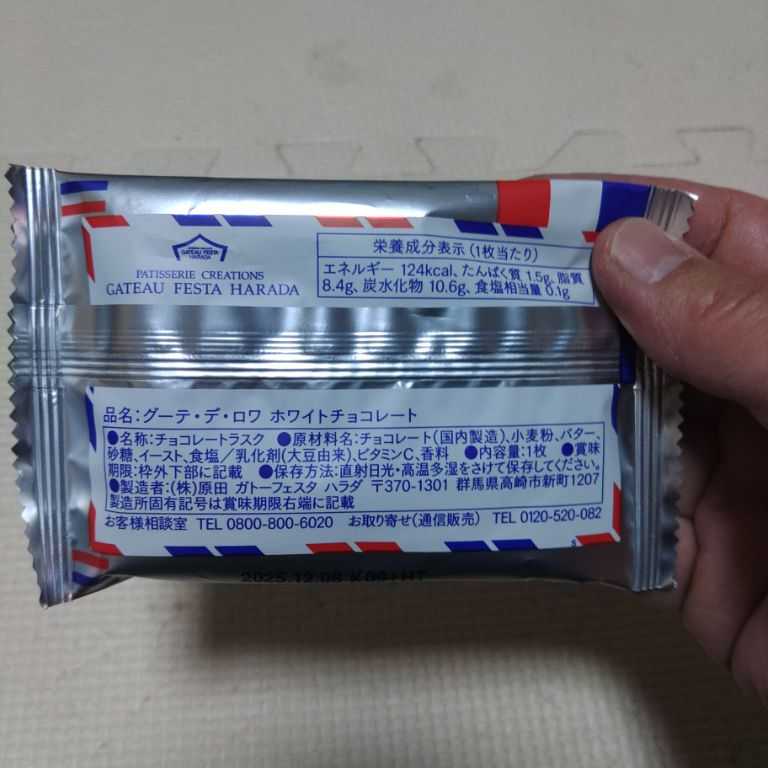 GATEAU FESTA
HARADA
PATISSERIE CREATIONS
GATEAU FESTA HARADA
栄養成分表示(1枚当たり)
エネルギー 124kcal、たんぱく質 1.5g、脂質
8.4g、炭水化物 10.6g、食塩相当量 0.1g
品名:グーテ・デ・ロワ ホワイトチョコレート
●名称:チョコレートラスク ●原材料名:チョコレート(国内製造)、小麦粉、バター、
砂糖、イースト、食塩/乳化剤(大豆由来)、ビタミンC、香料 ●内容量:1枚 ●賞味
期限:枠外下部に記載 ●保存方法:直射日光・高温多湿をさけて保存してください。
●製造者:(株)原田 ガトーフェスタ ハラダ 〒370-1301 群馬県高崎市新町1207
製造所固有記号は賞味期限右端に記載
お客様相談室 TEL 0800-800-6020 お取り寄せ(通信販売) TEL 0120-520-082
2025.12.08